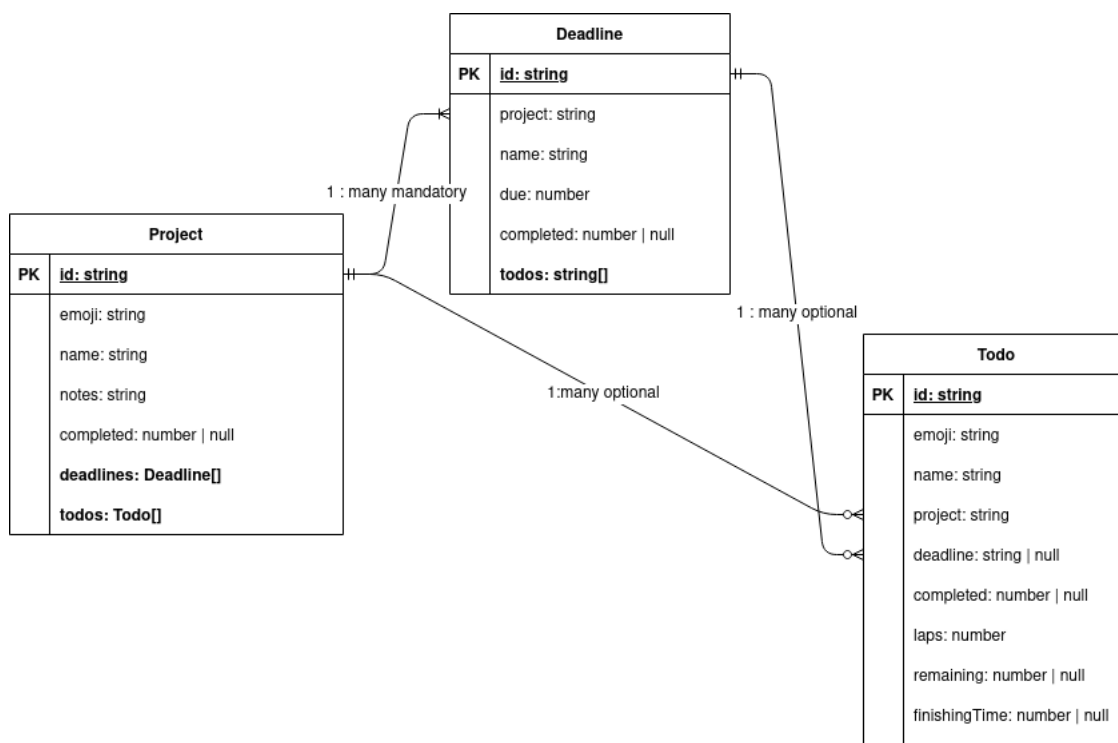 Deadline
PK id: string
project: string
name: string
due: number
completed: number | null
todos: string[]
1 : many mandatory
Project
PK id: string
emoji: string
name: string
notes: string
completed: number | null
deadlines: Deadline[]
todos: Todo[]
1:many optional
1 : many optional
Todo
PK id: string
emoji: string
name: string
project: string
deadline: string | null
completed: number | null
laps: number
remaining: number | null
finishingTime: number | null